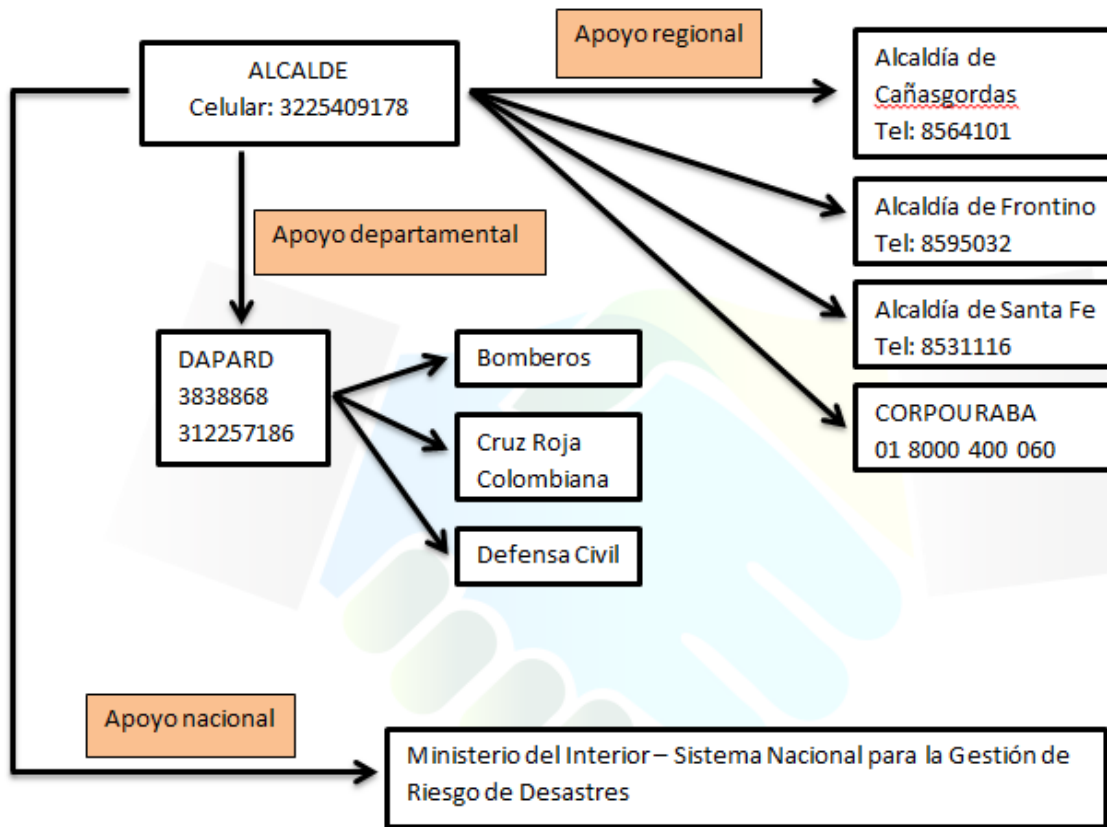 Apoyo regional
ALCALDE
Celular: 3225409178
Alcaldía de
Cañasgordas
Tel: 8564101
Alcaldía de Frontino
Tel: 8595032
Apoyo departamental
Alcaldía de Santa Fe
Tel: 8531116
DAPARD
3838868
312257186
Bomberos
CORPOURABA
01 8000 400 060
Cruz Roja
Colombiana
Defensa Civil
Apoyo nacional
Ministerio del Interior – Sistema Nacional para la Gestión de
Riesgo de Desastres